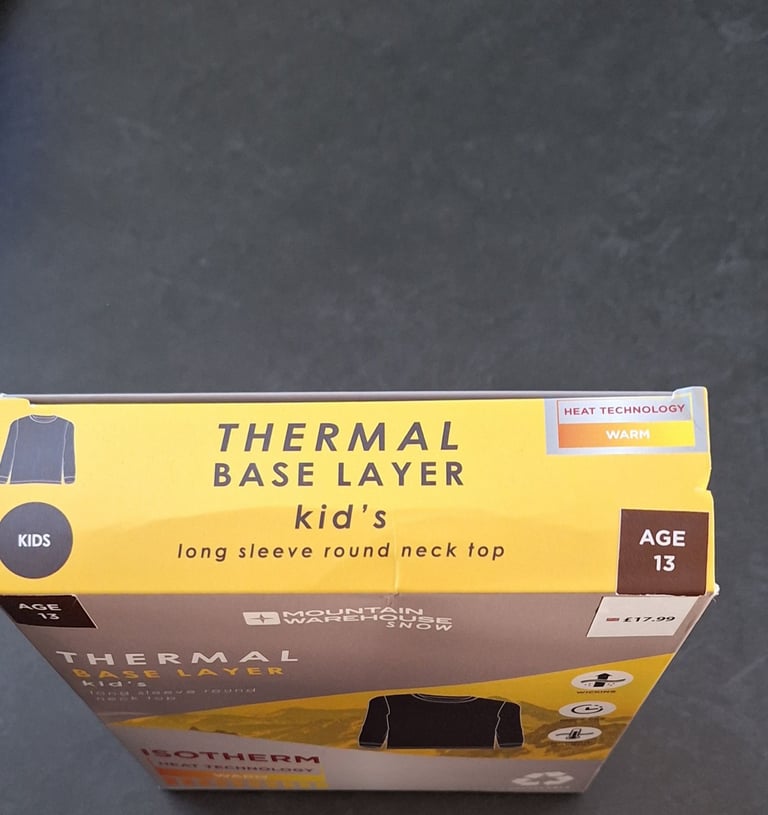 HEAT TECHNOLOGY
WARM
THERMAL
BASE LAYER
kid's
long sleeve round neck top
KIDS
AGE
13
AGE
13
MOUNTAIN
WAREHOUSE
SNOW
£17.99
THERMAL
BASE LAYER
kid's
long sleeve round
neck top
WICKING
ISOTHERM
HEAT TECHNOLOGY
WARM